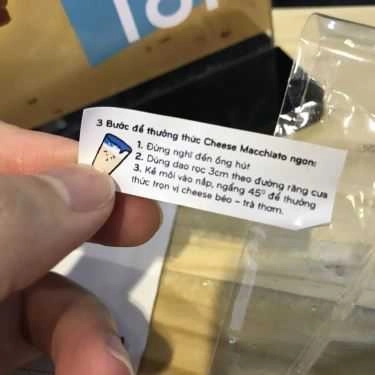 3 Bước để thưởng thức Cheese Macchiato ngon:
1. Đừng nghĩ đến ống hút
2. Dùng dao rọc 3cm theo đường răng cưa
3. Kề môi vào nắp, ngẩng 45° để thưởng
thức trọn vị cheese béo - trà thơm.